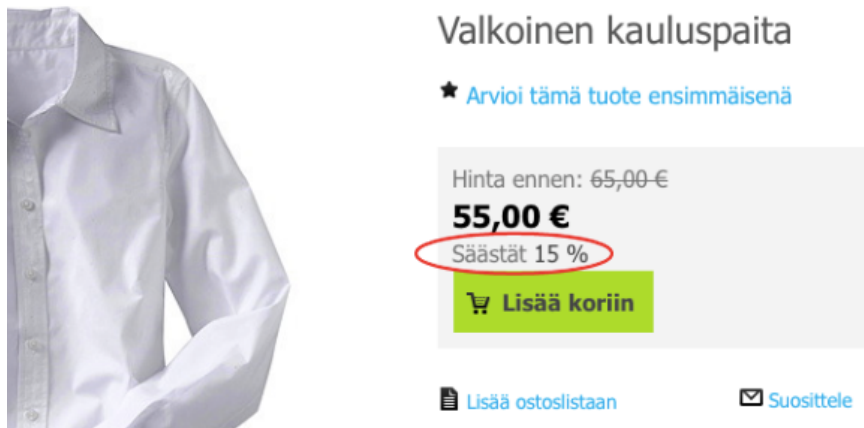 Valkoinen kauluspaita
Arvioi tämä tuote ensimmäisenä
Hinta ennen: 65,00 €
55,00 €
Säästät 15 %
Lisää koriin
Lisää ostoslistaan
Suosittele